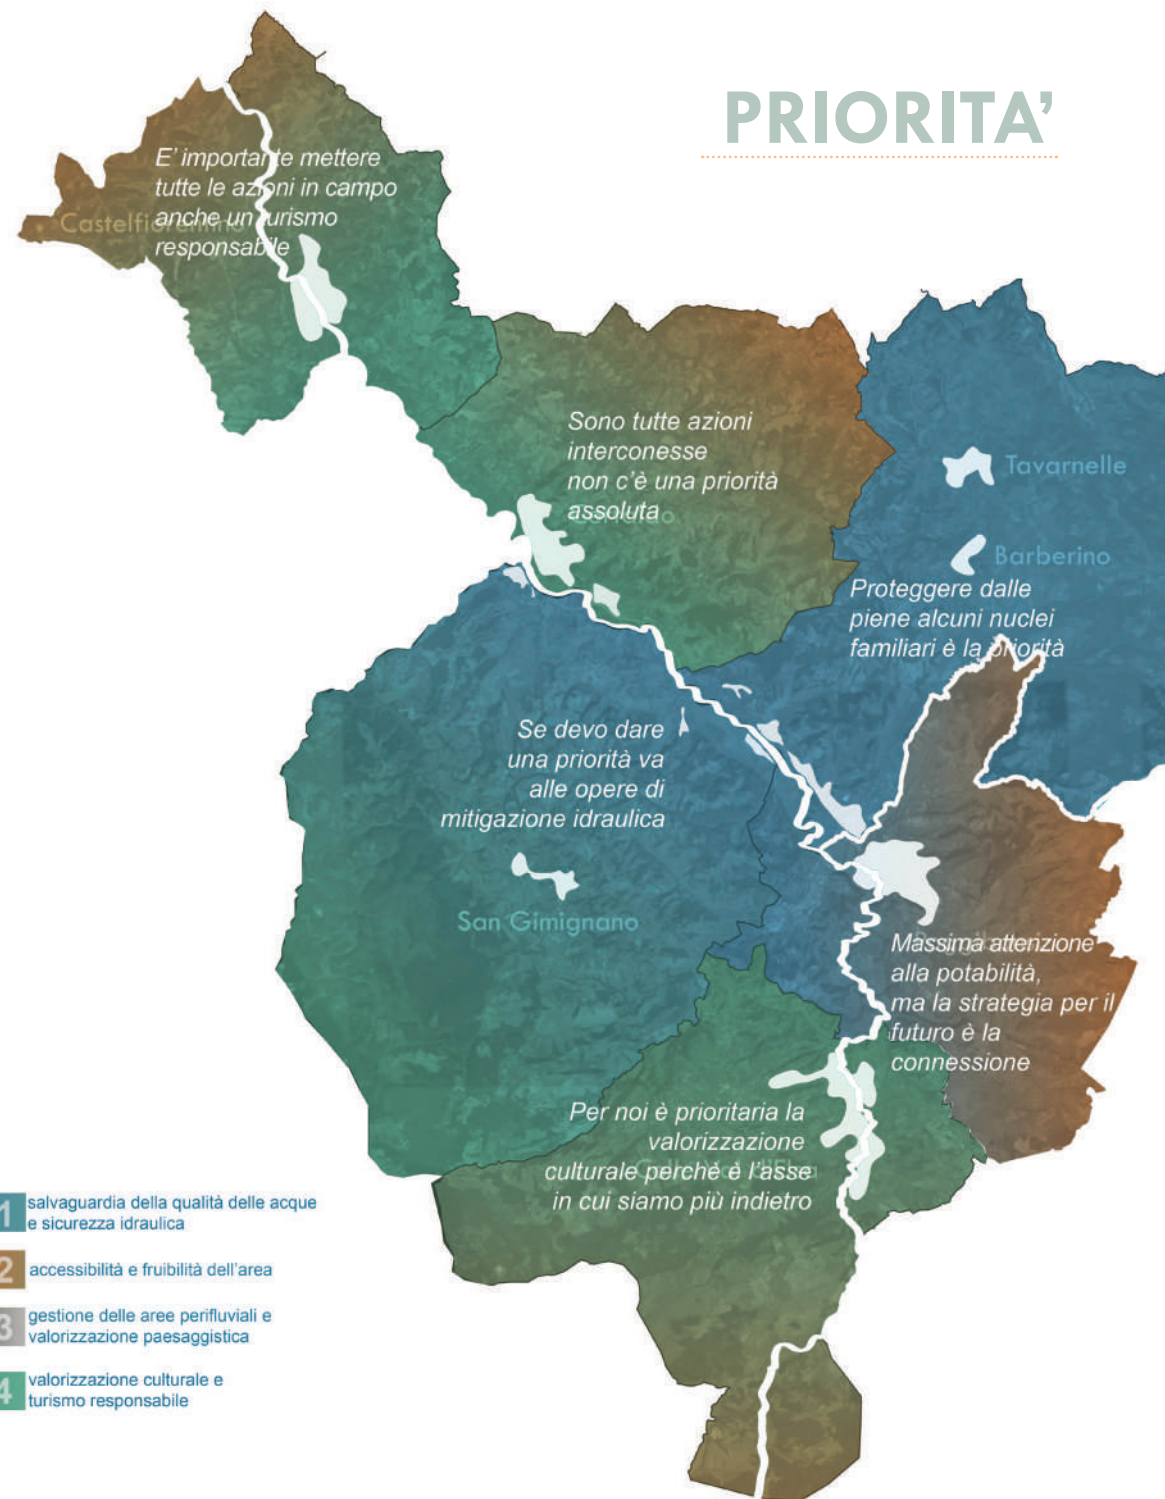 PRIORITA’
E’ importante mettere
tutte le azioni in campo
anche un turismo
responsabile
Castelfiorentino
Sono tutte azioni
interconesse
non c’è una priorità
assoluta
Tavarnelle
Barberino
Proteggere dalle
piene alcuni nuclei
familiari è la priorità
Se devo dare
una priorità va
alle opere di
mitigazione idraulica
San Gimignano
Massima attenzione
alla potabilità,
ma la strategia per il
futuro è la
connessione
Per noi è prioritaria la
valorizzazione
culturale perchè è l’asse
in cui siamo più indietro
1 salvaguardia della qualità delle acque
e sicurezza idraulica
2 accessibilità e fruibilità dell’area
3 gestione delle aree perifluviali e
valorizzazione paesaggistica
4 valorizzazione culturale e
turismo responsabile